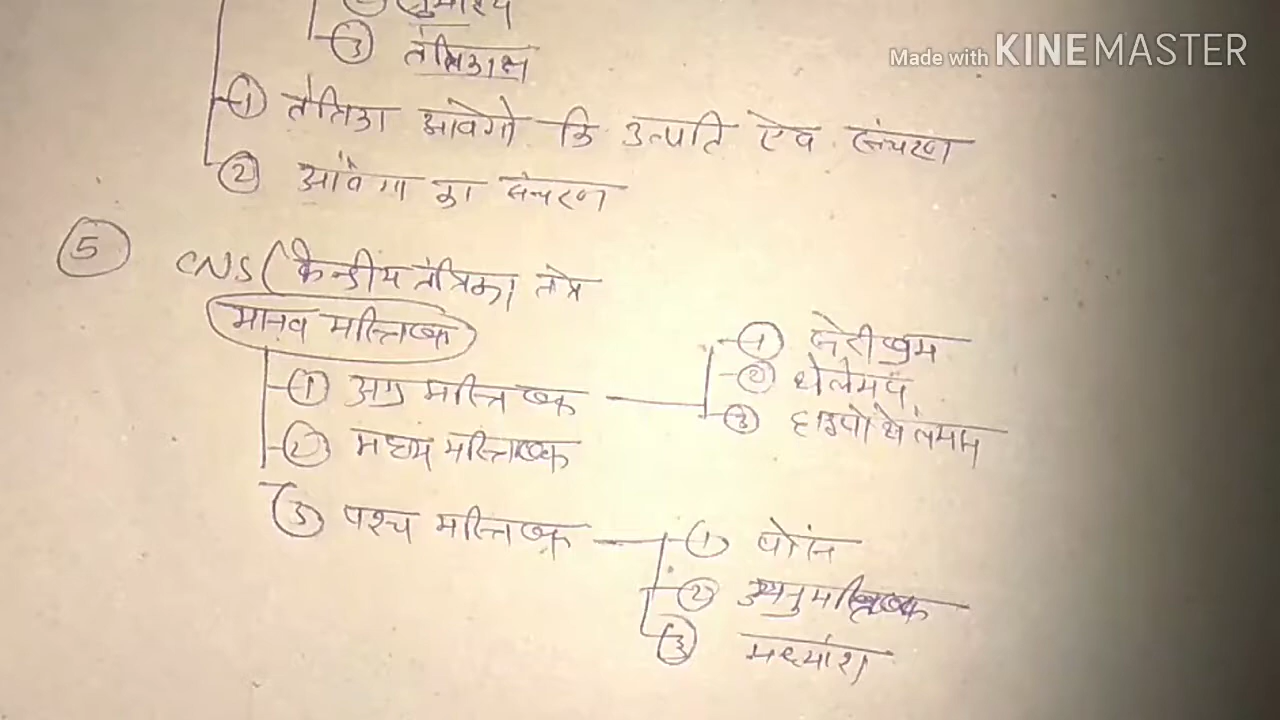 ③ तंत्रिकाक्ष
Made with KINEMASTER
① तंत्रिका आवेगो कि उत्पति ऐव संचरण
② आवेगा का संचरण
⑤ CNS (केन्द्रीय तंत्रिका तंत्र
मानव मस्तिष्क
① अग्र मस्तिष्क ① सेरीब्रम
② थेलेमस
③ हाइपोथेलेमस
② मध्य मस्तिष्क
③ पश्च मस्तिष्क ① पोंस
② अनुमस्तिष्क
③ मध्यांश